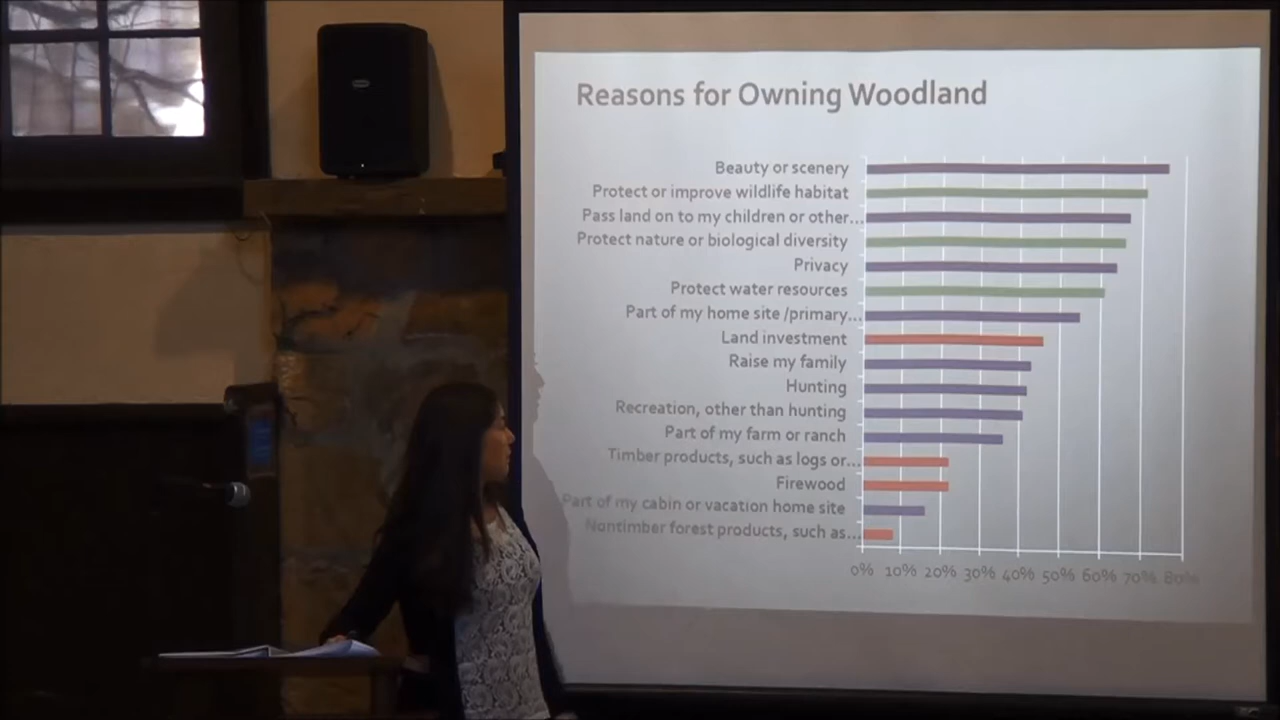 Reasons for Owning Woodland
Beauty or scenery
Protect or improve wildlife habitat
Pass land on to my children or other...
Protect nature or biological diversity
Privacy
Protect water resources
Part of my home site /primary...
Land investment
Raise my family
Hunting
Recreation, other than hunting
Part of my farm or ranch
Timber products, such as logs or...
Firewood
Part of my cabin or vacation home site
Nontimber forest products, such as...
0% 10% 20% 30% 40% 50% 60% 70% 80%